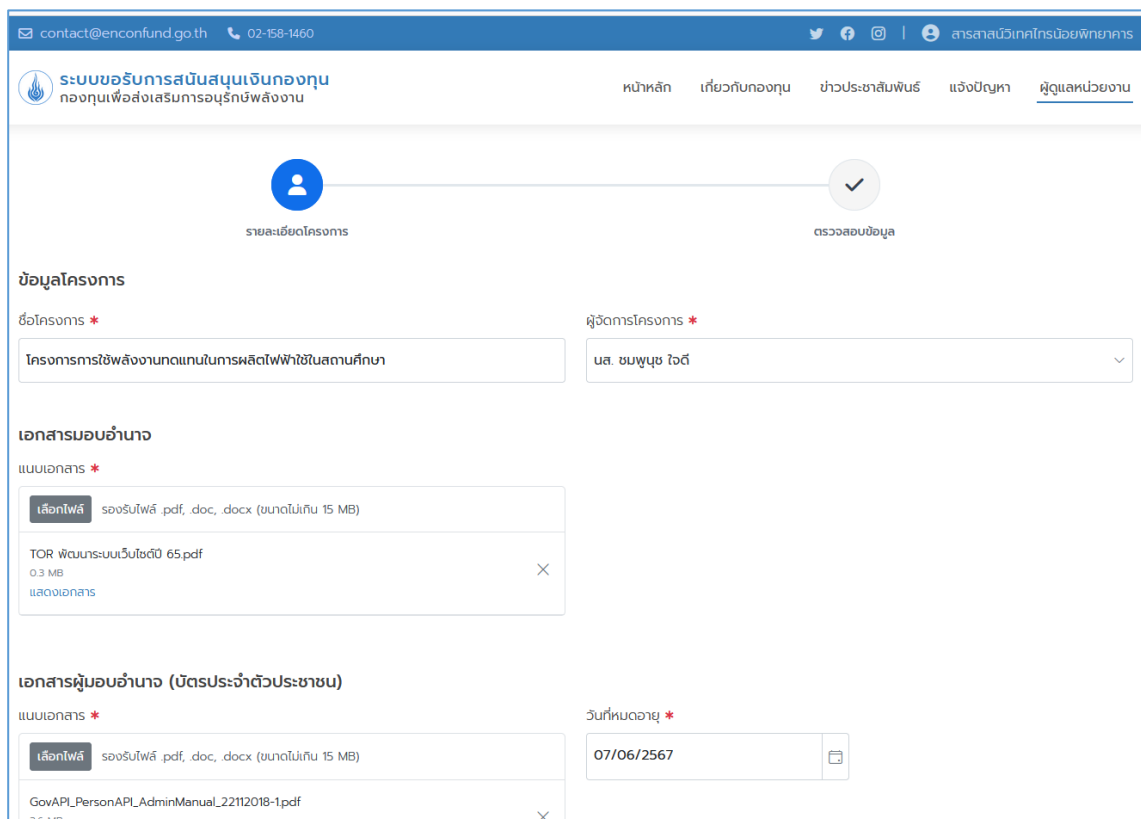 contact@enconfund.go.th 02-158-1460 | สารสาสน์วิเทศไทรน้อยพิทยาคาร
ระบบขอรับการสนันสนุนเงินกองทุน
กองทุนเพื่อส่งเสริมการอนุรักษ์พลังงาน
หน้าหลัก เกี่ยวกับกองทุน ข่าวประชาสัมพันธ์ แจ้งปัญหา ผู้ดูแลหน่วยงาน
รายละเอียดโครงการ ตรวจสอบข้อมูล
ข้อมูลโครงการ
ชื่อโครงการ * ผู้จัดการโครงการ *
โครงการการใช้พลังงานทดแทนในการผลิตไฟฟ้าใช้ในสถานศึกษา นส. ชมพูนุช ใจดี
เอกสารมอบอำนาจ
แนบเอกสาร *
เลือกไฟล์ รองรับไฟล์ .pdf, .doc, .docx (ขนาดไม่เกิน 15 MB)
TOR พัฒนาระบบเว็บไซต์ปี 65.pdf
0.3 MB
แสดงเอกสาร
เอกสารผู้มอบอำนาจ (บัตรประจำตัวประชาชน)
แนบเอกสาร * วันที่หมดอายุ *
เลือกไฟล์ รองรับไฟล์ .pdf, .doc, .docx (ขนาดไม่เกิน 15 MB) 07/06/2567
GovAPI_PersonAPI_AdminManual_22112018-1.pdf